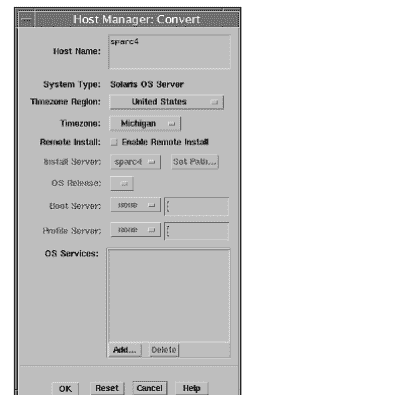 Host Manager: Convert
Host Name: sparc4
System Type: Solaris OS Server
Timezone Region: United States
Timezone: Michigan
Remote Install: Enable Remote Install
Install Server: sparc4 Set Path...
OS Release:
Boot Server: none
Profile Server: none
OS Services:
Add... Delete
OK Reset Cancel Help